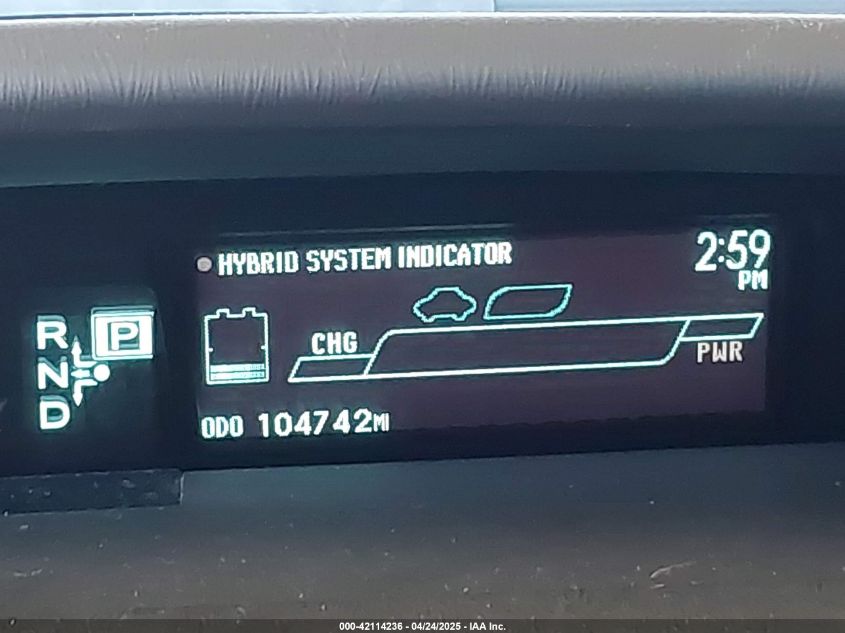 HYBRID SYSTEM INDICATOR
2:59
PM
R P
N
D
CHG
PWR
ODO 104742MI
000-42114236 - 04/24/2025 - IAA Inc.